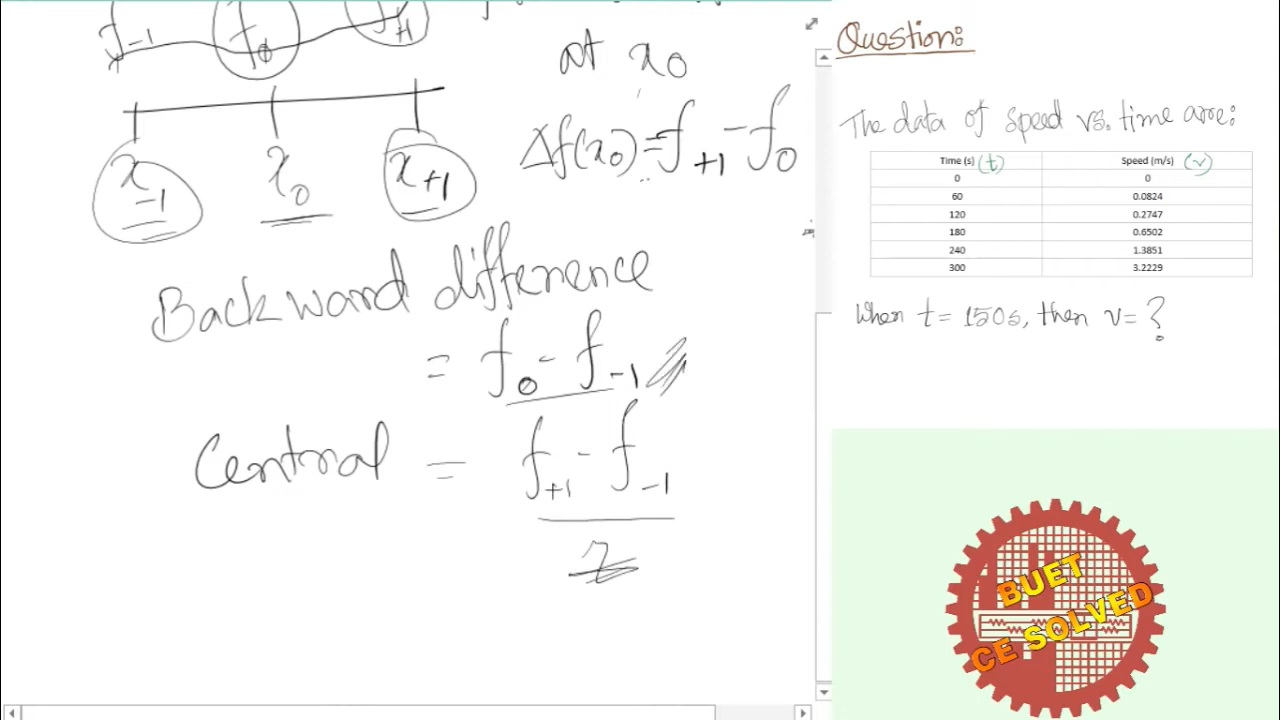 f-1 f0 f+1
at x0
x-1 x0 x+1
Δf(x0) = f+1 - f0
Backward difference
= f0 - f-1
Central = f+1 - f-1
2
Question:
The data of speed vs. time are:
Time (s) (t) Speed (m/s) (v)
0 0
60 0.0824
120 0.2747
180 0.6502
240 1.3851
300 3.2229
When t = 150s, then v = ?
BUET
CE SOLVED